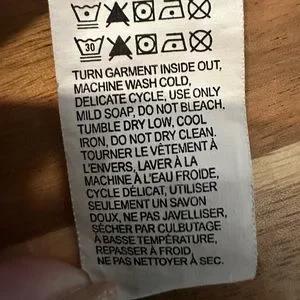 30
TURN GARMENT INSIDE OUT,
MACHINE WASH COLD,
DELICATE CYCLE, USE ONLY
MILD SOAP, DO NOT BLEACH,
TUMBLE DRY LOW, COOL
IRON, DO NOT DRY CLEAN.
TOURNER LE VÊTEMENT À
L'ENVERS, LAVER À LA
MACHINE À L'EAU FROIDE,
CYCLE DÉLICAT, UTILISER
SEULEMENT UN SAVON
DOUX, NE PAS JAVELLISER,
SÉCHER PAR CULBUTAGE
À BASSE TEMPÉRATURE,
REPASSER À FROID,
NE PAS NETTOYER À SEC.